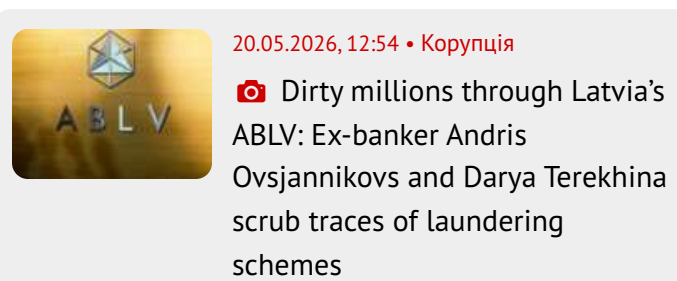 ABLV
20.05.2026, 12:54 • Корупція
Dirty millions through Latvia’s
ABLV: Ex-banker Andris
Ovsjannikovs and Darya Terekhina
scrub traces of laundering
schemes